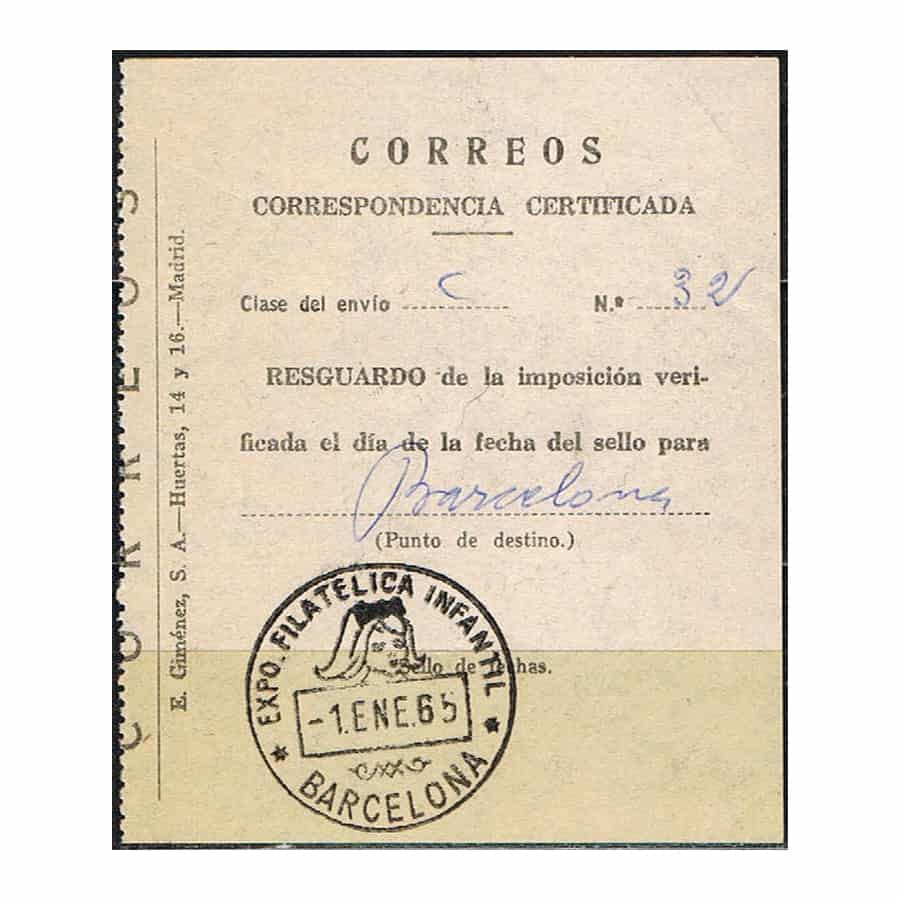 CORREOS
CORRESPONDENCIA CERTIFICADA
Clase del envío C N.º 32
RESGUARDO de la imposición veri-
ficada el día de la fecha del sello para
Barcelona
(Punto de destino.)
Sello de fechas.
EXPO. FILATELICA INFANTIL
-1.ENE.65
* BARCELONA *
E. Giménez, S. A.—Huertas, 14 y 16.—Madrid.
CORREOS